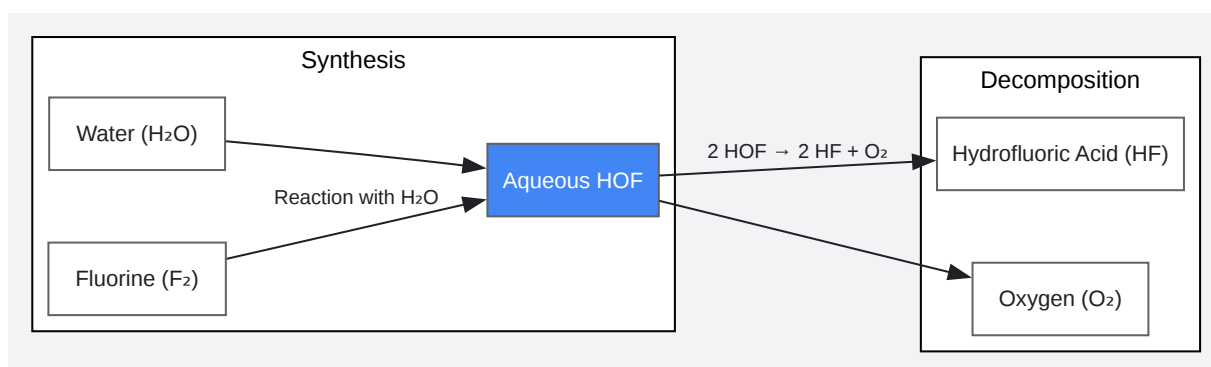 Synthesis
Water (H₂O)
Reaction with H₂O
Fluorine (F₂)
Aqueous HOF
2 HOF → 2 HF + O₂
Decomposition
Hydrofluoric Acid (HF)
Oxygen (O₂)